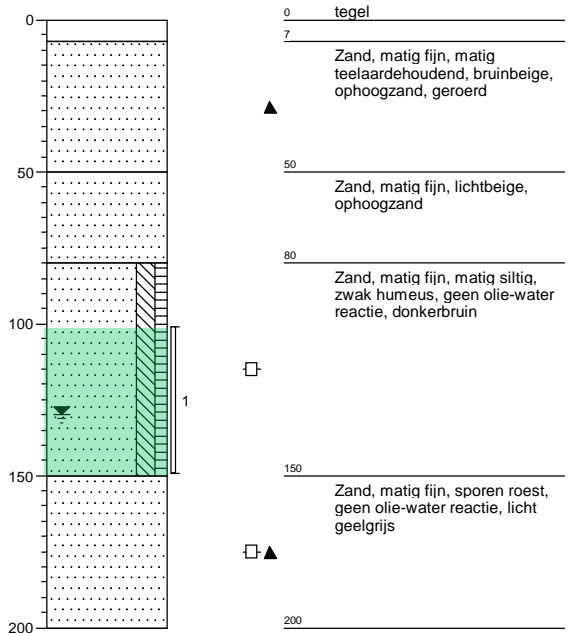 0
50
100
150
200
1
0
tegel
7
Zand, matig fijn, matig
teelaardehoudend, bruinbeige,
ophoogzand, geroerd
50
Zand, matig fijn, lichtbeige,
ophoogzand
80
Zand, matig fijn, matig siltig,
zwak humeus, geen olie-water
reactie, donkerbruin
150
Zand, matig fijn, sporen roest,
geen olie-water reactie, licht
geelgrijs
200